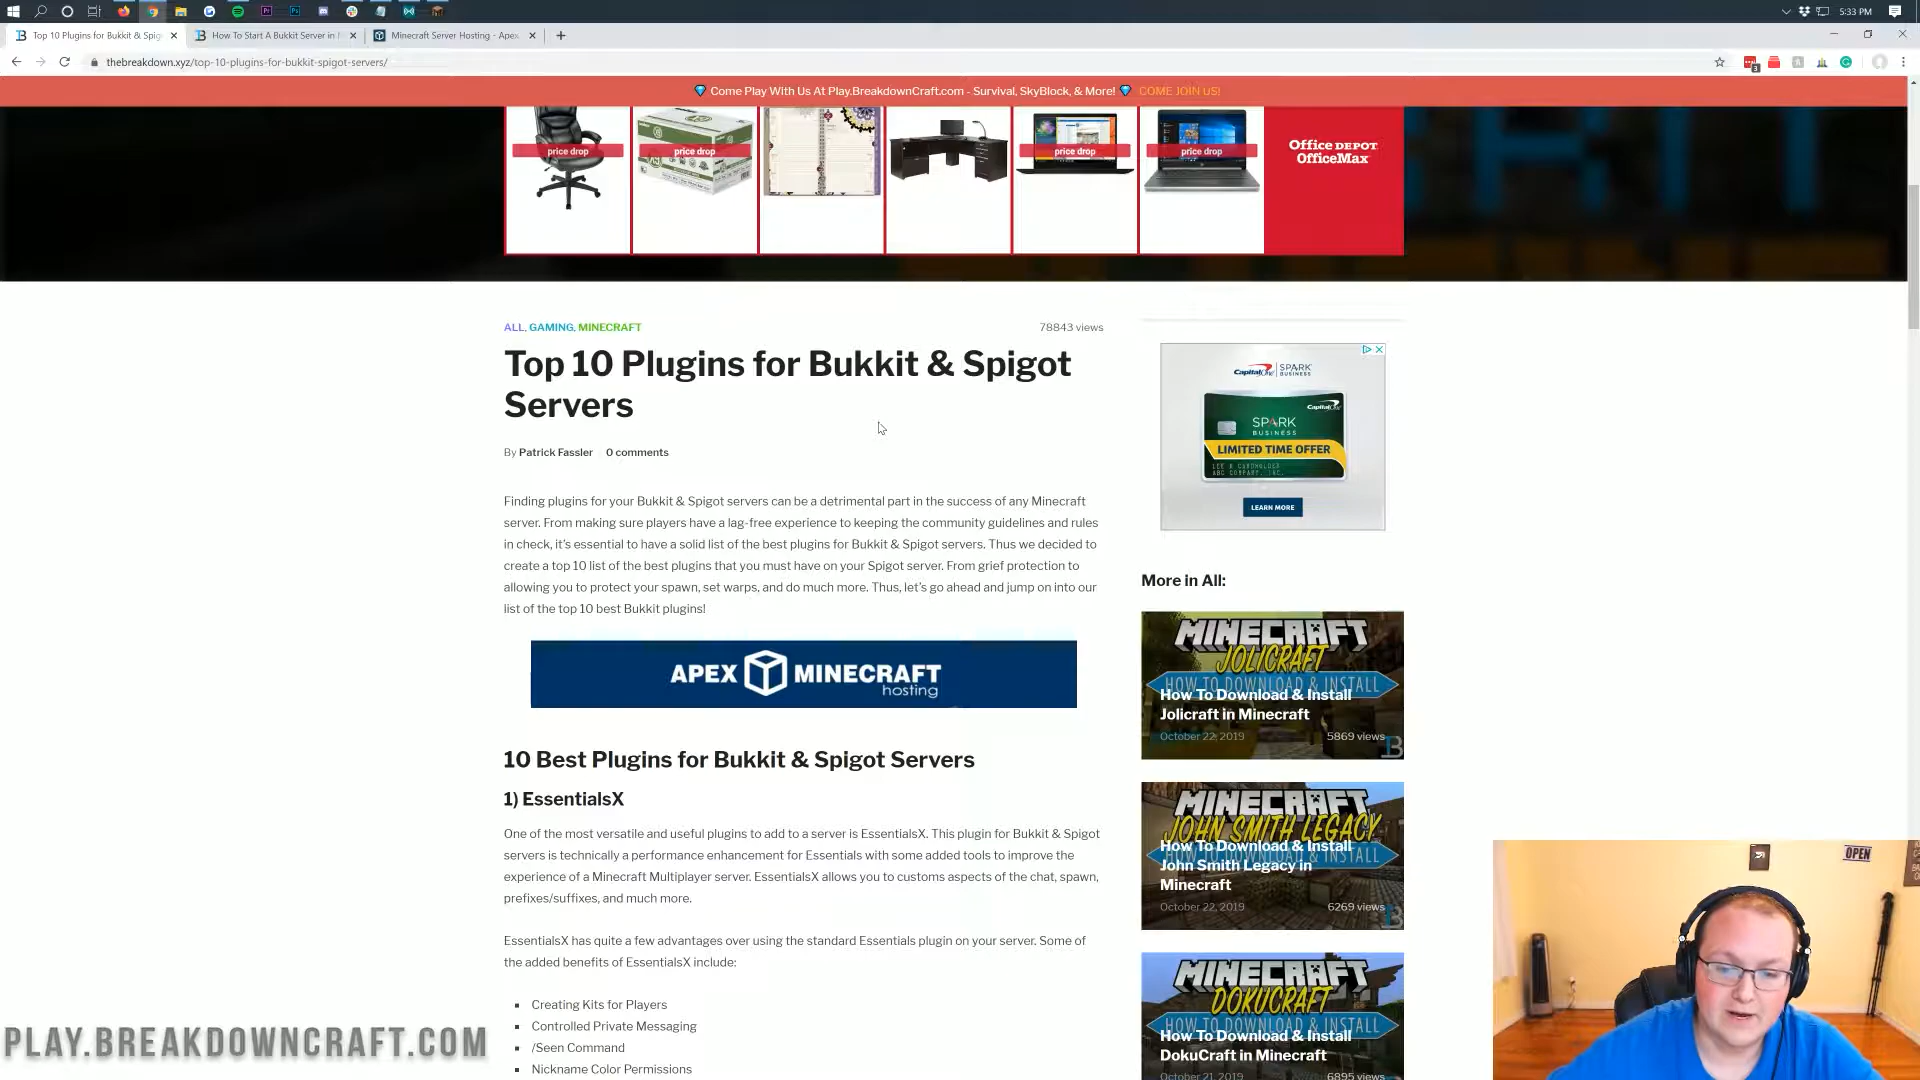 5:33 PM
Top 10 Plugins for Bukkit & Spig
How To Start A Bukkit Server in
Minecraft Server Hosting - Apex
thebreakdown.xyz/top-10-plugins-for-bukkit-spigot-servers/
Come Play With Us At Play.BreakdownCraft.com - Survival, SkyBlock, & More! COME JOIN US!
price drop
price drop
price drop
price drop
Office DEPOT
OfficeMax
ALL, GAMING, MINECRAFT
78843 views
Top 10 Plugins for Bukkit & Spigot
Servers
By Patrick Fassler 0 comments
Finding plugins for your Bukkit & Spigot servers can be a detrimental part in the success of any Minecraft
server. From making sure players have a lag-free experience to keeping the community guidelines and rules
in check, it's essential to have a solid list of the best plugins for Bukkit & Spigot servers. Thus we decided to
create a top 10 list of the best plugins that you must have on your Spigot server. From grief protection to
allowing you to protect your spawn, set warps, and do much more. Thus, let's go ahead and jump on into our
list of the top 10 best Bukkit plugins!
APEX MINECRAFT
hosting
10 Best Plugins for Bukkit & Spigot Servers
1) EssentialsX
One of the most versatile and useful plugins to add to a server is EssentialsX. This plugin for Bukkit & Spigot
servers is technically a performance enhancement for Essentials with some added tools to improve the
experience of a Minecraft Multiplayer server. EssentialsX allows you to customs aspects of the chat, spawn,
prefixes/suffixes, and much more.
EssentialsX has quite a few advantages over using the standard Essentials plugin on your server. Some of
the added benefits of EssentialsX include:
Creating Kits for Players
Controlled Private Messaging
/Seen Command
Nickname Color Permissions
Capital One SPARK BUSINESS
Capital One
SPARK
BUSINESS
LIMITED TIME OFFER
LEARN MORE
More in All:
MINECRAFT
JOLICRAFT
HOW TO DOWNLOAD & INSTALL
How To Download & Install
Jolicraft in Minecraft
October 22, 2019 5869 views
MINECRAFT
JOHN SMITH LEGACY
HOW TO DOWNLOAD & INSTALL
How To Download & Install
John Smith Legacy in
Minecraft
October 22, 2019 6269 views
MINECRAFT
DOKUCRAFT
HOW TO DOWNLOAD & INSTALL
How To Download & Install
DokuCraft in Minecraft
October 21, 2019 6895 views
OPEN
PLAY.BREAKDOWNCRAFT.COM